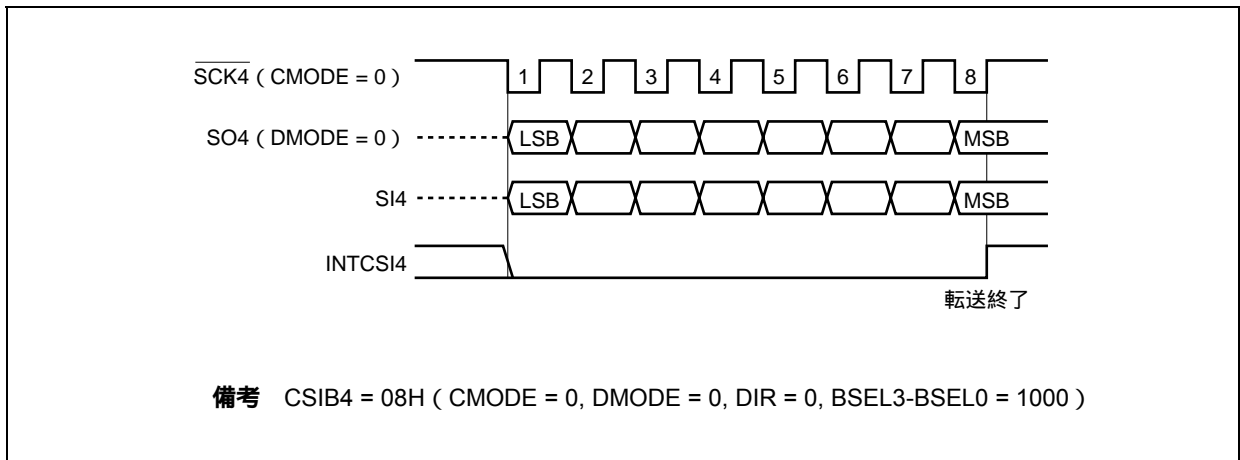 SCK4 ( CMODE = 0 )
1 2 3 4 5 6 7 8
SO4 ( DMODE = 0 )
LSB MSB
SI4
LSB MSB
INTCSI4
転送終了
備考 CSIB4 = 08H ( CMODE = 0, DMODE = 0, DIR = 0, BSEL3-BSEL0 = 1000 )